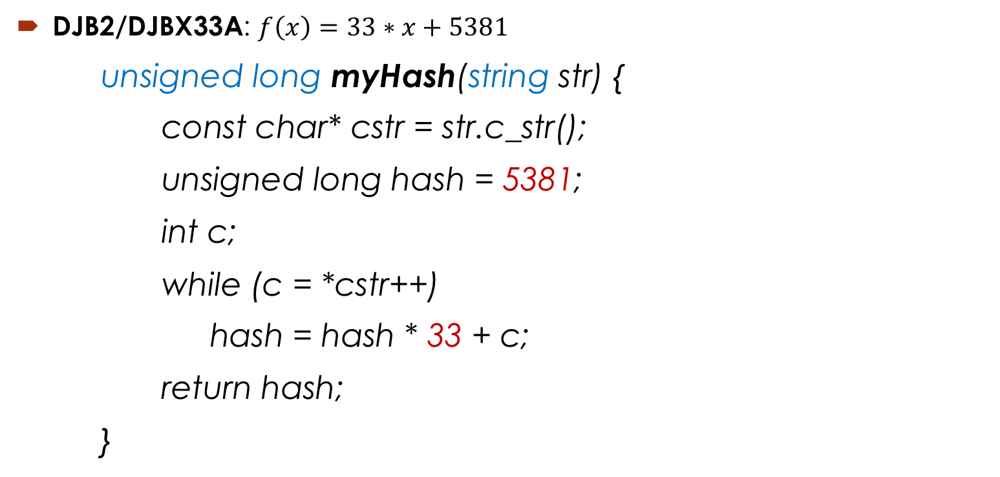 DJB2/DJBX33A: f(x) = 33 ∗ x + 5381
unsigned long myHash(string str) {
const char* cstr = str.c_str();
unsigned long hash = 5381;
int c;
while (c = *cstr++)
hash = hash * 33 + c;
return hash;
}